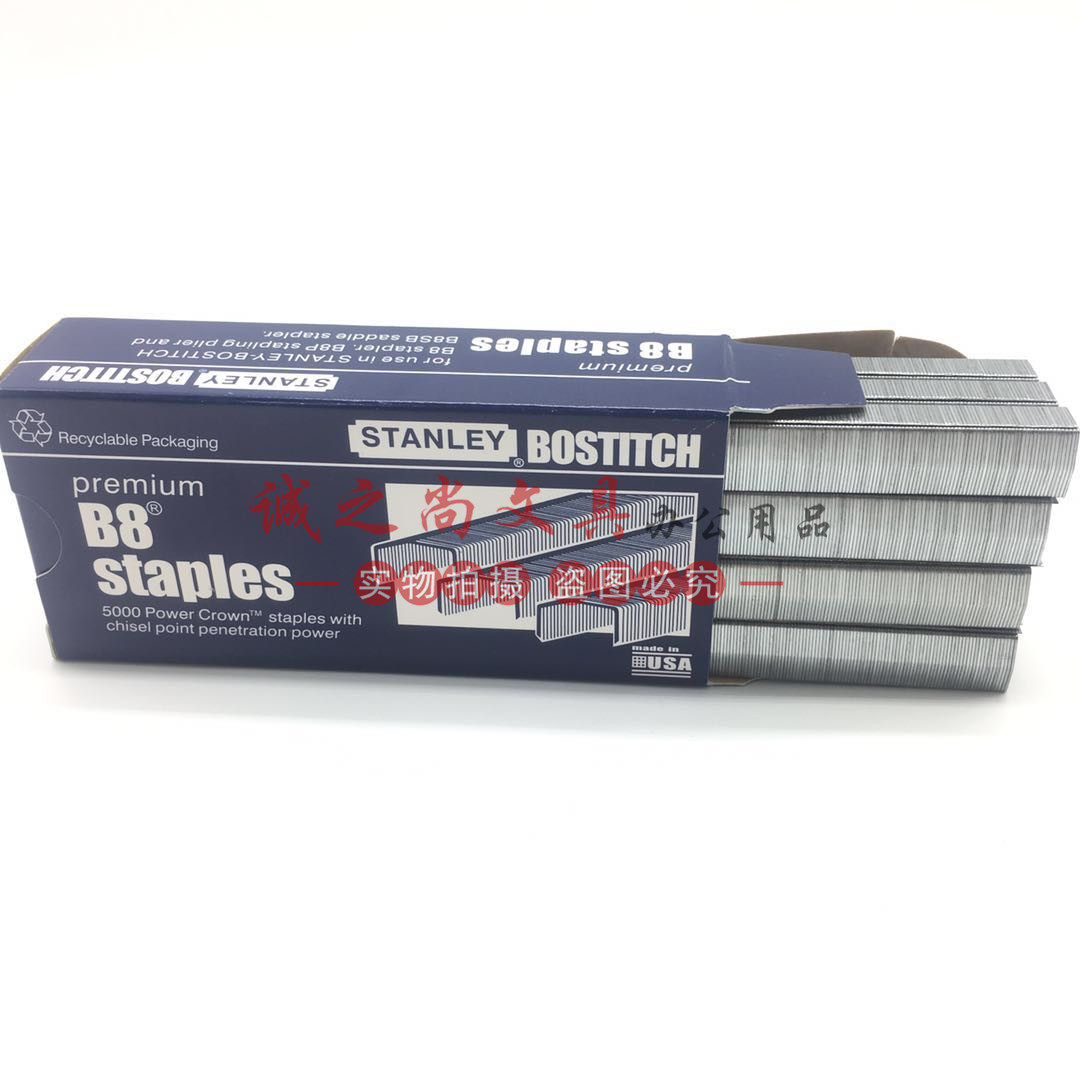 premium
B8 staples
for use in STANLEY-BOSTITCH
B8 stapler, B8P stapling plier and
B8SB saddle stapler.
STANLEY BOSTITCH
Recyclable Packaging
STANLEY® BOSTITCH
premium
B8®
staples
5000 Power Crown™ staples with
chisel point penetration power
made in
USA
诚之尚文具办公用品
实物拍摄 盗图必究